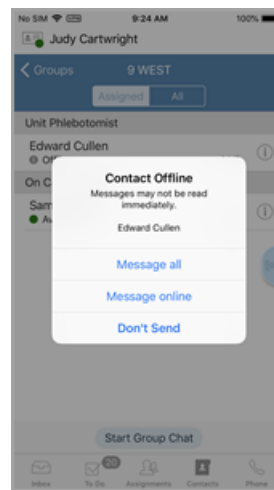 No SIM 9:24 AM 100%
Judy Cartwright
Groups 9 WEST
Assigned All
Unit Phlebotomist
Edward Cullen
Contact Offline
Messages may not be read
immediately.
Edward Cullen
On C
Sam
Message all
Message online
Don't Send
Start Group Chat
20
Inbox To Do Assignments Contacts Phone